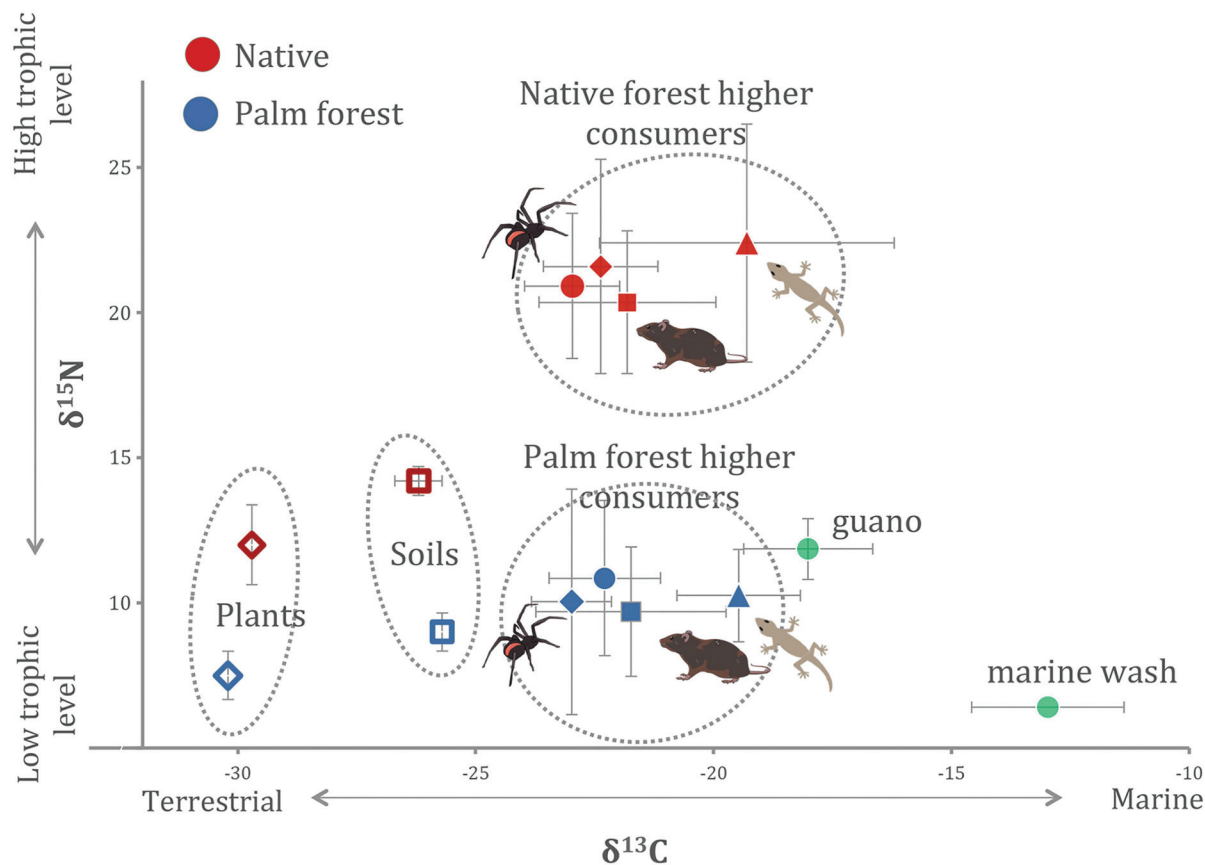 High trophic
level
Low trophic
level
δ¹⁵N
Native
Palm forest
Native forest higher
consumers
25
20
15
10
Palm forest higher
consumers
guano
Soils
Plants
marine wash
-30
-25
-20
-15
-10
Terrestrial
Marine
δ¹³C